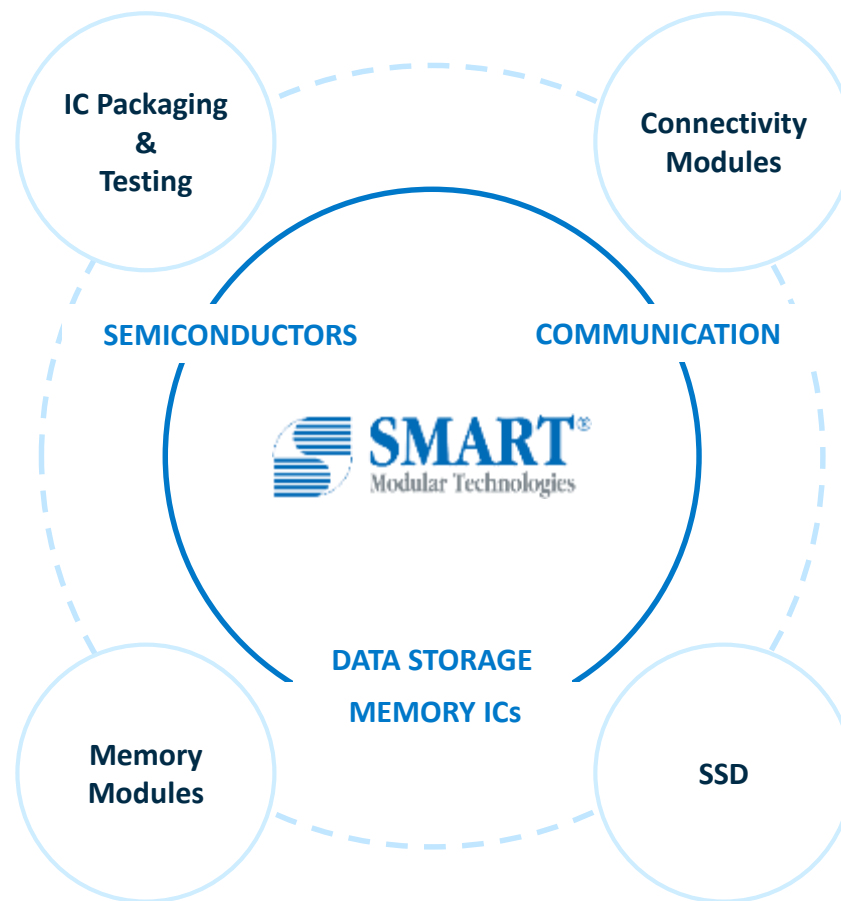 IC Packaging
&
Testing
Connectivity
Modules
SEMICONDUCTORS
COMMUNICATION
SMART®
Modular Technologies
DATA STORAGE
MEMORY ICs
Memory
Modules
SSD